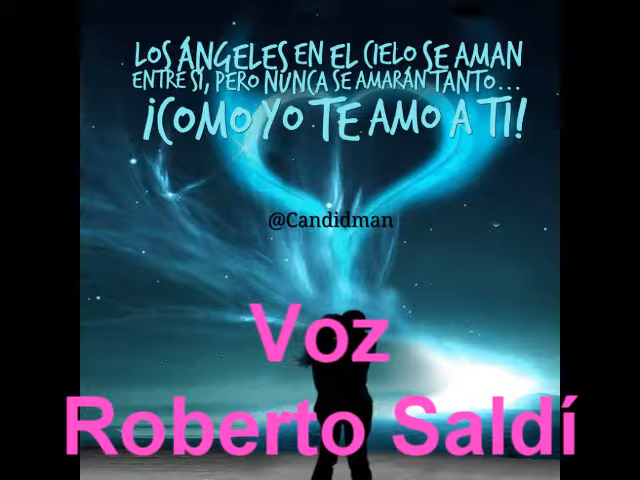 LOS ÁNGELES EN EL CIELO SE AMAN
ENTRE SÍ, PERO NUNCA SE AMARÁN TANTO...
¡COMO YO TE AMO A TI!
@Candidman
Voz
Roberto Saldí